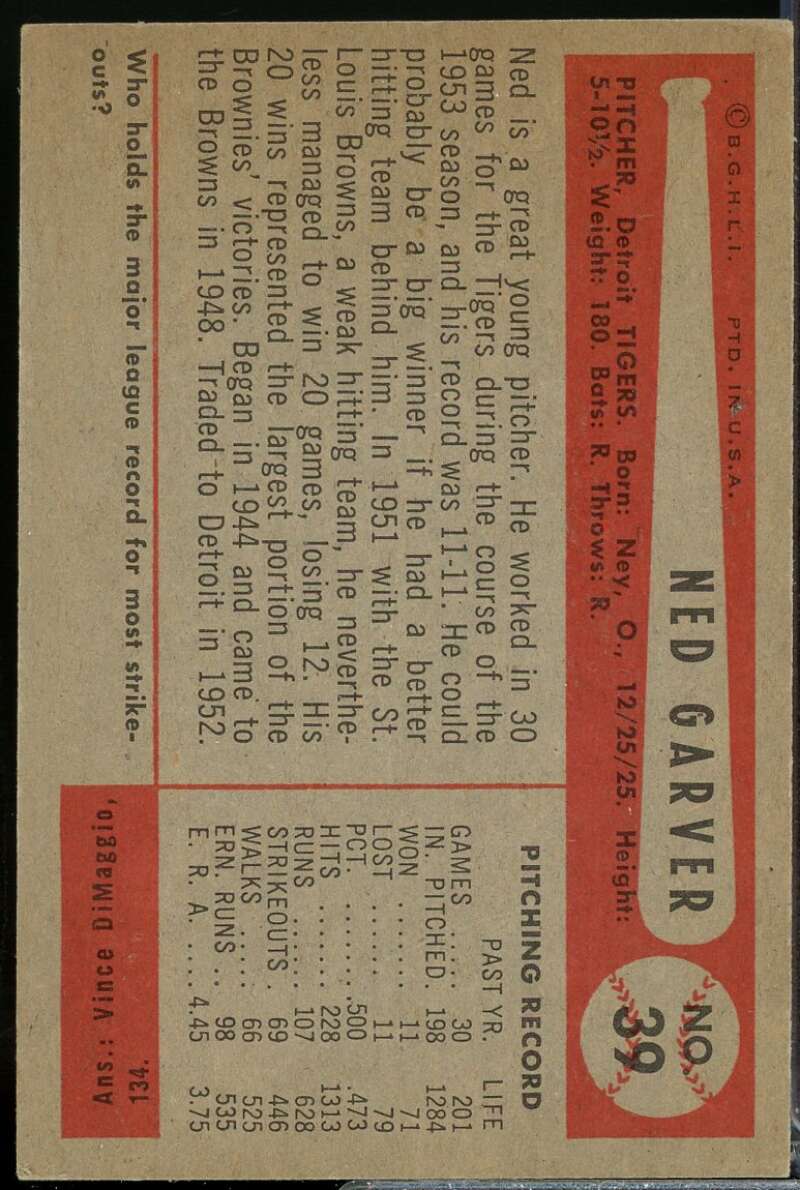 © B.G.H.L.I. PTD. IN U.S.A.
NED GARVER
NO.
39
PITCHER, Detroit TIGERS. Born: Ney, O., 12/25/25. Height:
5-10½. Weight: 180. Bats: R. Throws: R.
Ned is a great young pitcher. He worked in 30
games for the Tigers during the course of the
1953 season, and his record was 11-11. He could
probably be a big winner if he had a better
hitting team behind him. In 1951 with the St.
Louis Browns, a weak hitting team, he neverthe-
less managed to win 20 games, losing 12. His
20 wins represented the largest portion of the
Brownies' victories. Began in 1944 and came to
the Browns in 1948. Traded to Detroit in 1952.
PITCHING RECORD
PAST YR. LIFE
GAMES ..... 30 201
IN. PITCHED. 198 1284
WON ....... 11 71
LOST ...... 11 79
PCT. ....... .500 .473
HITS ....... 228 1313
RUNS ...... 107 628
STRIKEOUTS . 69 446
WALKS ..... 66 525
ERN. RUNS .. 98 535
E. R. A. .... 4.45 3.75
Who holds the major league record for most strike-
outs?
Ans.: Vince DiMaggio,
134.